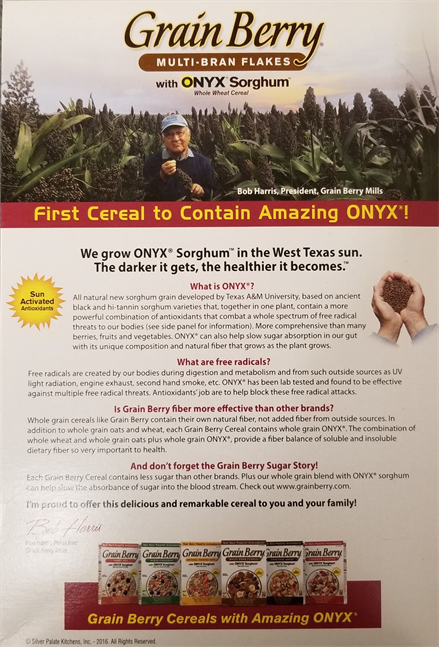 Grain Berry®
MULTI-BRAN FLAKES
with ONYX® Sorghum™
Whole Wheat Cereal
Bob Harris, President, Grain Berry Mills
First Cereal to Contain Amazing ONYX®!
We grow ONYX® Sorghum™ in the West Texas sun.
The darker it gets, the healthier it becomes.™
Sun
Activated
Antioxidants
What is ONYX®?
All natural new sorghum grain developed by Texas A&M University, based on ancient
black and hi-tannin sorghum varieties that, together in one plant, contain a more
powerful combination of antioxidants that combat a whole spectrum of free radical
threats to our bodies (see side panel for information). More comprehensive than many
berries, fruits and vegetables. ONYX® can also help slow sugar absorption in our gut
with its unique composition and natural fiber that grows as the plant grows.
What are free radicals?
Free radicals are created by our bodies during digestion and metabolism and from such outside sources as UV
light radiation, engine exhaust, second hand smoke, etc. ONYX® has been lab tested and found to be effective
against multiple free radical threats. Antioxidants' job are to help block these free radical attacks.
Is Grain Berry fiber more effective than other brands?
Whole grain cereals like Grain Berry contain their own natural fiber, not added fiber from outside sources. In
addition to whole grain oats and wheat, each Grain Berry Cereal contains whole grain ONYX®. The combination of
whole wheat and whole grain oats plus whole grain ONYX®, provide a fiber balance of soluble and insoluble
dietary fiber so very important to health.
And don't forget the Grain Berry Sugar Story!
Each Grain Berry Cereal contains less sugar than other brands. Plus our whole grain blend with ONYX® sorghum
can help slow the absorbance of sugar into the blood stream. Check out www.grainberry.com.
I'm proud to offer this delicious and remarkable cereal to you and your family!
Bob Harris
Grain Berry Grain Berry Grain Berry Grain Berry Grain Berry Grain Berry
Grain Berry Cereals with Amazing ONYX®
© Silver Palate Kitchens, Inc. - 2016. All Rights Reserved.